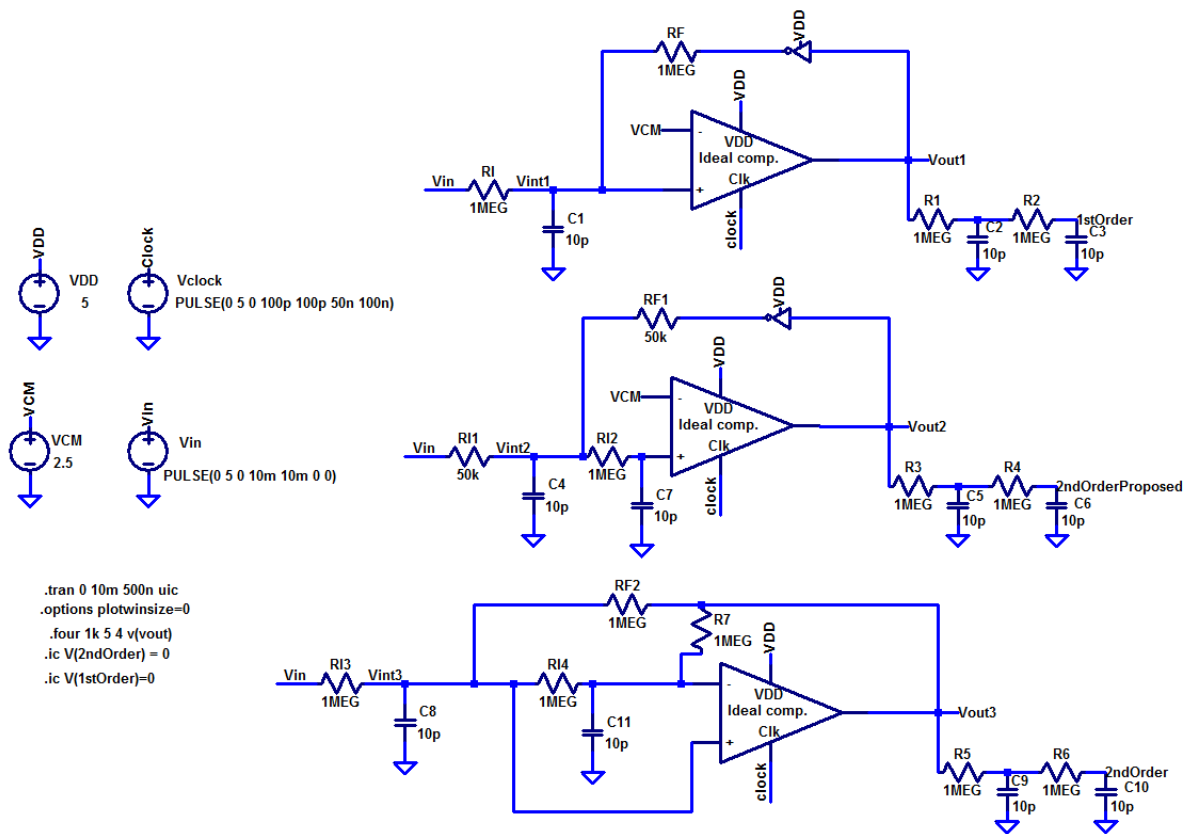 RF
1MEG
VDD
VDD
VCM
-
VDD
Ideal comp.
Clk
+
clock
Vin
RI
1MEG
Vint1
C1
10p
Vout1
R1
1MEG
C2
10p
R2
1MEG
1stOrder
C3
10p
VDD
VDD
5
Clock
Vclock
PULSE(0 5 0 100p 100p 50n 100n)
RF1
50k
VDD
VDD
VCM
-
VDD
Ideal comp.
Clk
+
clock
Vin
RI1
50k
Vint2
C4
10p
RI2
1MEG
C7
10p
Vout2
R3
1MEG
C5
10p
R4
1MEG
2ndOrderProposed
C6
10p
VCM
VCM
2.5
VIn
Vin
PULSE(0 5 0 10m 10m 0 0)
.tran 0 10m 500n uic
.options plotwinsize=0
.four 1k 5 4 v(vout)
.ic V(2ndOrder) = 0
.ic V(1stOrder)=0
RF2
1MEG
R7
1MEG
VDD
-
VDD
Ideal comp.
Clk
+
clock
Vin
RI3
1MEG
Vint3
C8
10p
RI4
1MEG
C11
10p
Vout3
R5
1MEG
C9
10p
R6
1MEG
2ndOrder
C10
10p